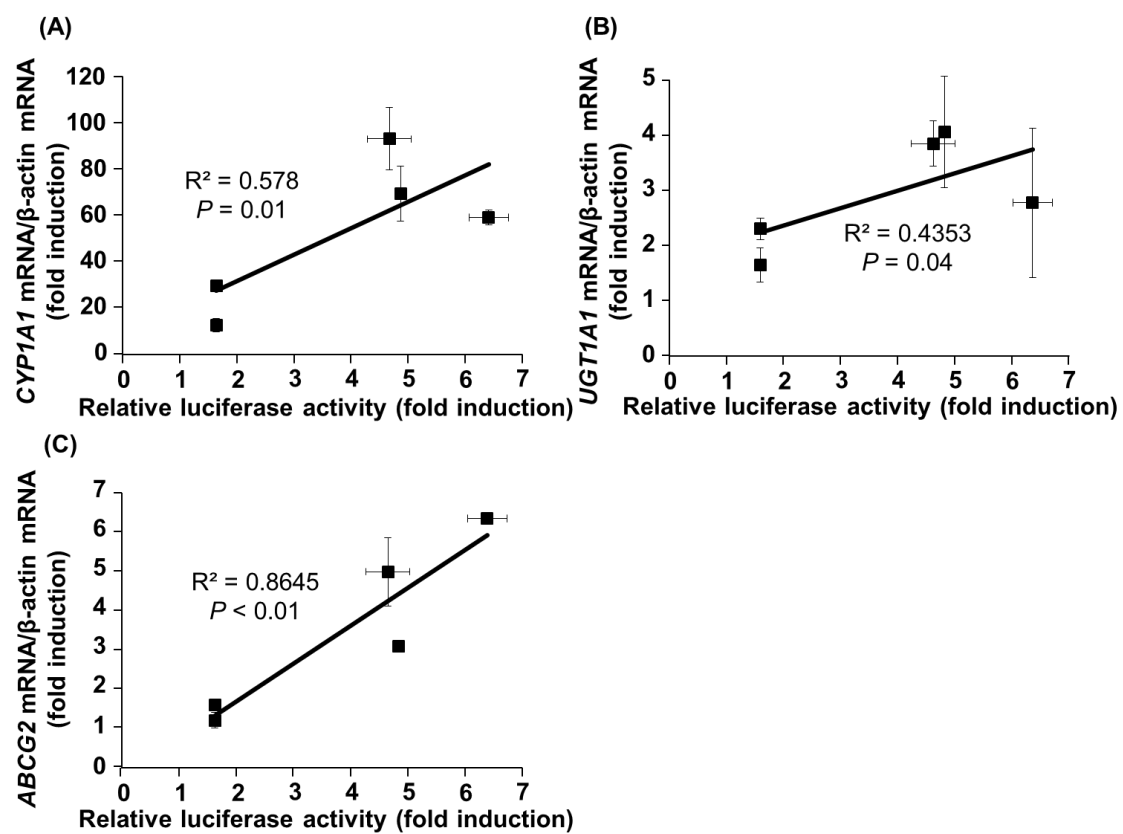 (A)
CYP1A1 mRNA/β-actin mRNA
(fold induction)
120
100
80
60
40
20
0
R² = 0.578
P = 0.01
0 1 2 3 4 5 6 7
Relative luciferase activity (fold induction)
(B)
UGT1A1 mRNA/β-actin mRNA
(fold induction)
5
4
3
2
1
0
R² = 0.4353
P = 0.04
0 1 2 3 4 5 6 7
Relative luciferase activity (fold induction)
(C)
ABCG2 mRNA/β-actin mRNA
(fold induction)
7
6
5
4
3
2
1
0
R² = 0.8645
P < 0.01
0 1 2 3 4 5 6 7
Relative luciferase activity (fold induction)